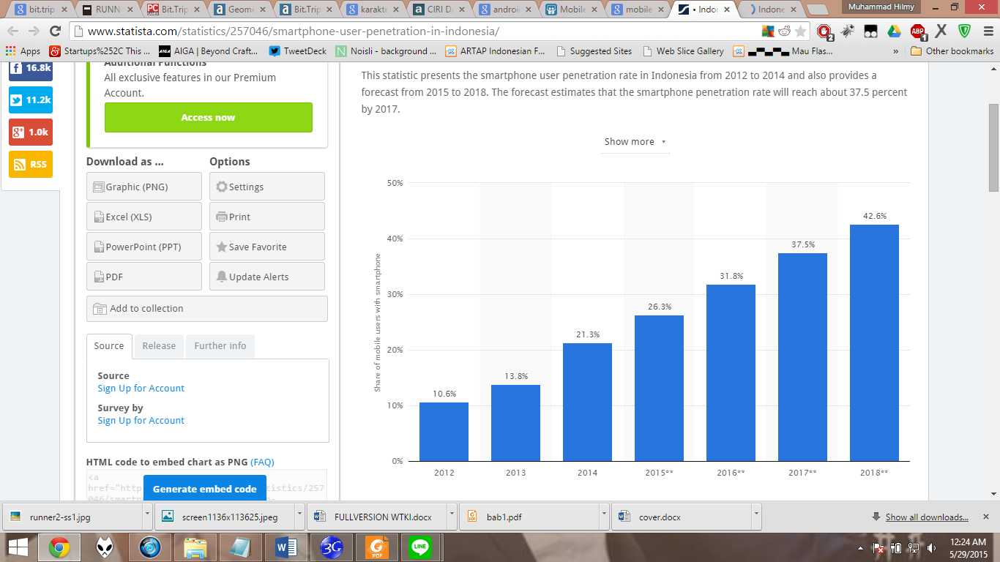 bit.trip
RUNN
Bit.Trip
Geome
Bit.Trip
karakte
CIRI D
androi
Mobile
mobile
• Indo
Indone
Muhammad Hilmy
www.statista.com/statistics/257046/smartphone-user-penetration-in-indonesia/
2
ABP
1
Apps
Startups%252C This ...
AIGA | Beyond Craft...
TweetDeck
Noisli - background ...
ARTAP Indonesian F...
Suggested Sites
Web Slice Gallery
Mau Flas...
»
Other bookmarks
16.8k
11.2k
1.0k
RSS
Additional Functions
All exclusive features in our Premium
Account.
Access now
Download as ...
Options
Graphic (PNG)
Settings
Excel (XLS)
Print
PowerPoint (PPT)
Save Favorite
PDF
Update Alerts
Add to collection
Source
Release
Further info
Source
Sign Up for Account
Survey by
Sign Up for Account
HTML code to embed chart as PNG (FAQ)
<a
href="http
tistics/257
Generate embed code
This statistic presents the smartphone user penetration rate in Indonesia from 2012 to 2014 and also provides a
forecast from 2015 to 2018. The forecast estimates that the smartphone penetration rate will reach about 37.5 percent
by 2017.
Show more
Share of mobile users with smartphone
50%
40%
30%
20%
10%
0%
10.6%
13.8%
21.3%
26.3%
31.8%
37.5%
42.6%
2012
2013
2014
2015**
2016**
2017**
2018**
runner2-ss1.jpg
screen1136x113625.jpeg
FULLVERSION WTKI.docx
bab1.pdf
cover.docx
Show all downloads...
3G
PDF
LINE
12:24 AM
5/29/2015